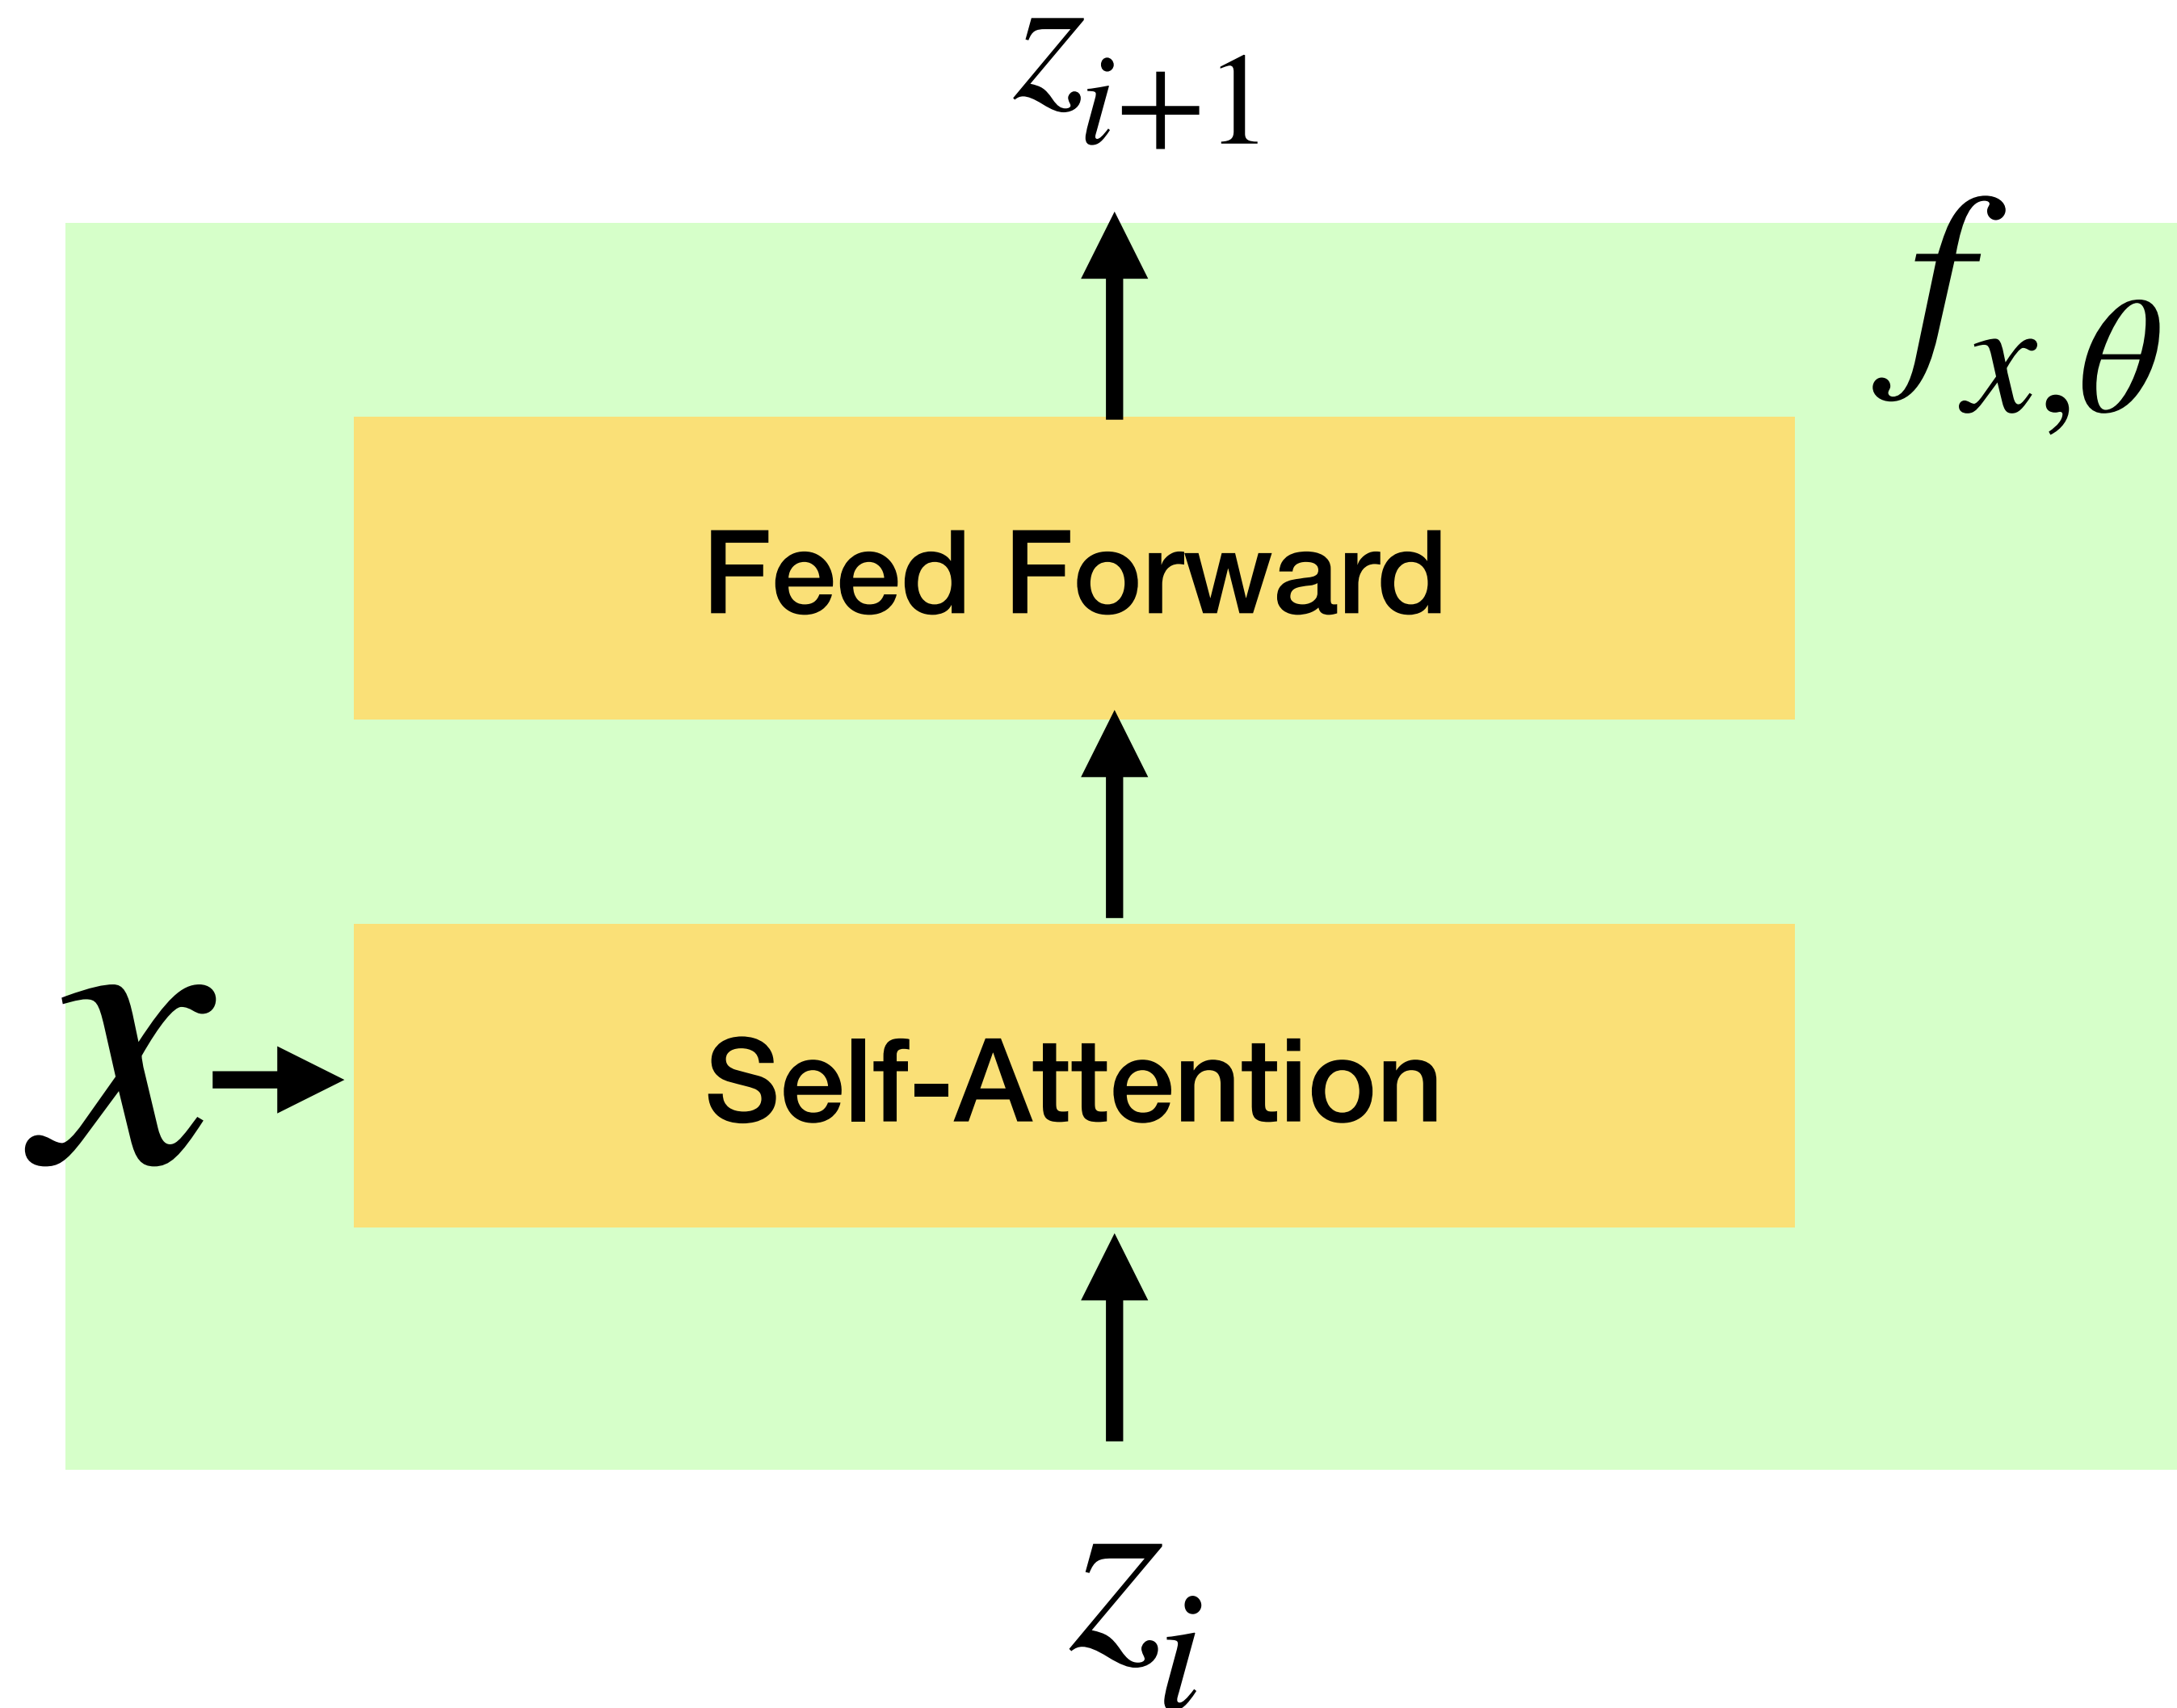 z_{i+1}
f_{x,θ}
Feed Forward
x
Self-Attention
z_i